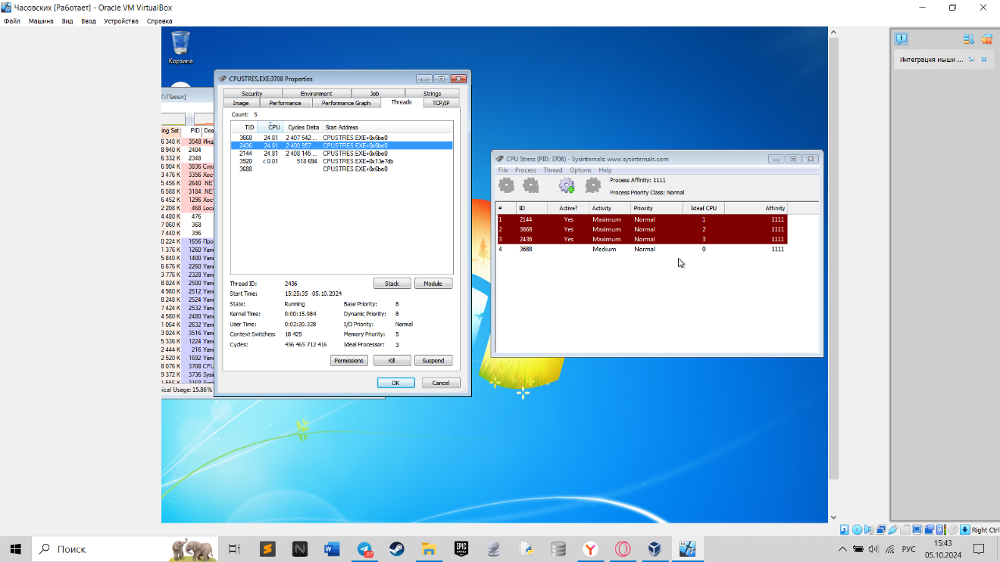 Часовских [Работает] - Oracle VM VirtualBox
Файл Машина Вид Ввод Устройства Справка
Корзина
Интеграция мыши ...
CPUSTRES.EXE:3708 Properties
\Павел]
Security Environment Job Strings
Image Performance Performance Graph Threads TCP/IP
Count: 5
TID CPU Cycles Delta Start Address
3668 24.81 2 407 542 ... CPUSTRES.EXE+0x6be0
2436 24.81 2 400 957 ... CPUSTRES.EXE+0x6be0
2144 24.81 2 408 145 ... CPUSTRES.EXE+0x6be0
3920 < 0.01 518 694 CPUSTRES.EXE+0x13e7db
3688 CPUSTRES.EXE+0x6be0
Thread ID: 2436 Stack Module
Start Time: 15:25:35 05.10.2024
State: Running Base Priority: 8
Kernel Time: 0:00:15.984 Dynamic Priority: 8
User Time: 0:02:20.328 I/O Priority: Normal
Context Switches: 18 425 Memory Priority: 5
Cycles: 456 465 712 416 Ideal Processor: 3
Permissions Kill Suspend
OK Cancel
ing Set PID Des
6 348 K 3548 Инд
8 940 K 2404
6 332 K 2348
6 904 K 3836 Слу
3 476 K 3356 Хос
5 456 K 2640 .NET
6 588 K 3184 .NET
6 452 K 1296 Хост
2 208 K 468 Loca
4 480 K 476
7 060 K 368
7 440 K 396
0 224 K 1656 Про
1 376 K 1260 Yan
5 840 K 1400 Yan
6 676 K 2260 Yan
3 776 K 2328 Yan
8 024 K 2500 Yan
4 980 K 2512 Yan
8 248 K 2524 Yan
7 424 K 2532 Yan
4 580 K 2480 Yan
1 064 K 2632 Yan
3 024 K 3516 Yan
5 336 K 1224 Yan
2 444 K 216 Yan
2 520 K 1692 Yan
8 076 K 3708 CPU
9 372 K 3736 Sysi
ical Usage: 15.86%
CPU Stress (PID: 3708) - Sysinternals: www.sysinternals.com
File Process Thread Options Help
Process Affinity: 1111
Process Priority Class: Normal
# ID Active? Activity Priority Ideal CPU Affinity
1 2144 Yes Maximum Normal 1 1111
2 3668 Yes Maximum Normal 2 1111
3 2436 Yes Maximum Normal 3 1111
4 3688 Medium Normal 0 1111
Right Ctrl
Поиск
EPIC GAMES
РУС
15:43
05.10.2024